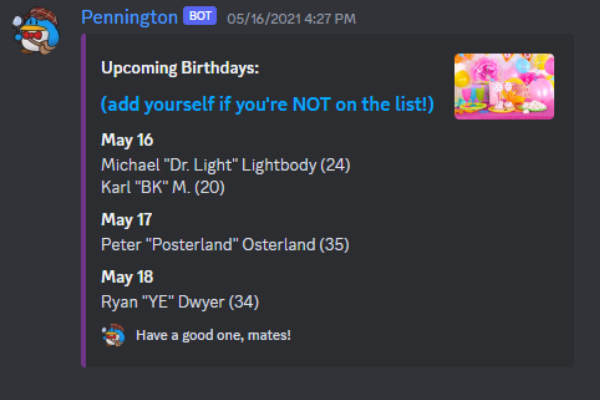 Pennington BOT 05/16/2021 4:27 PM
Upcoming Birthdays:
(add yourself if you're NOT on the list!)
May 16
Michael "Dr. Light" Lightbody (24)
Karl "BK" M. (20)
May 17
Peter "Posterland" Osterland (35)
May 18
Ryan "YE" Dwyer (34)
Have a good one, mates!